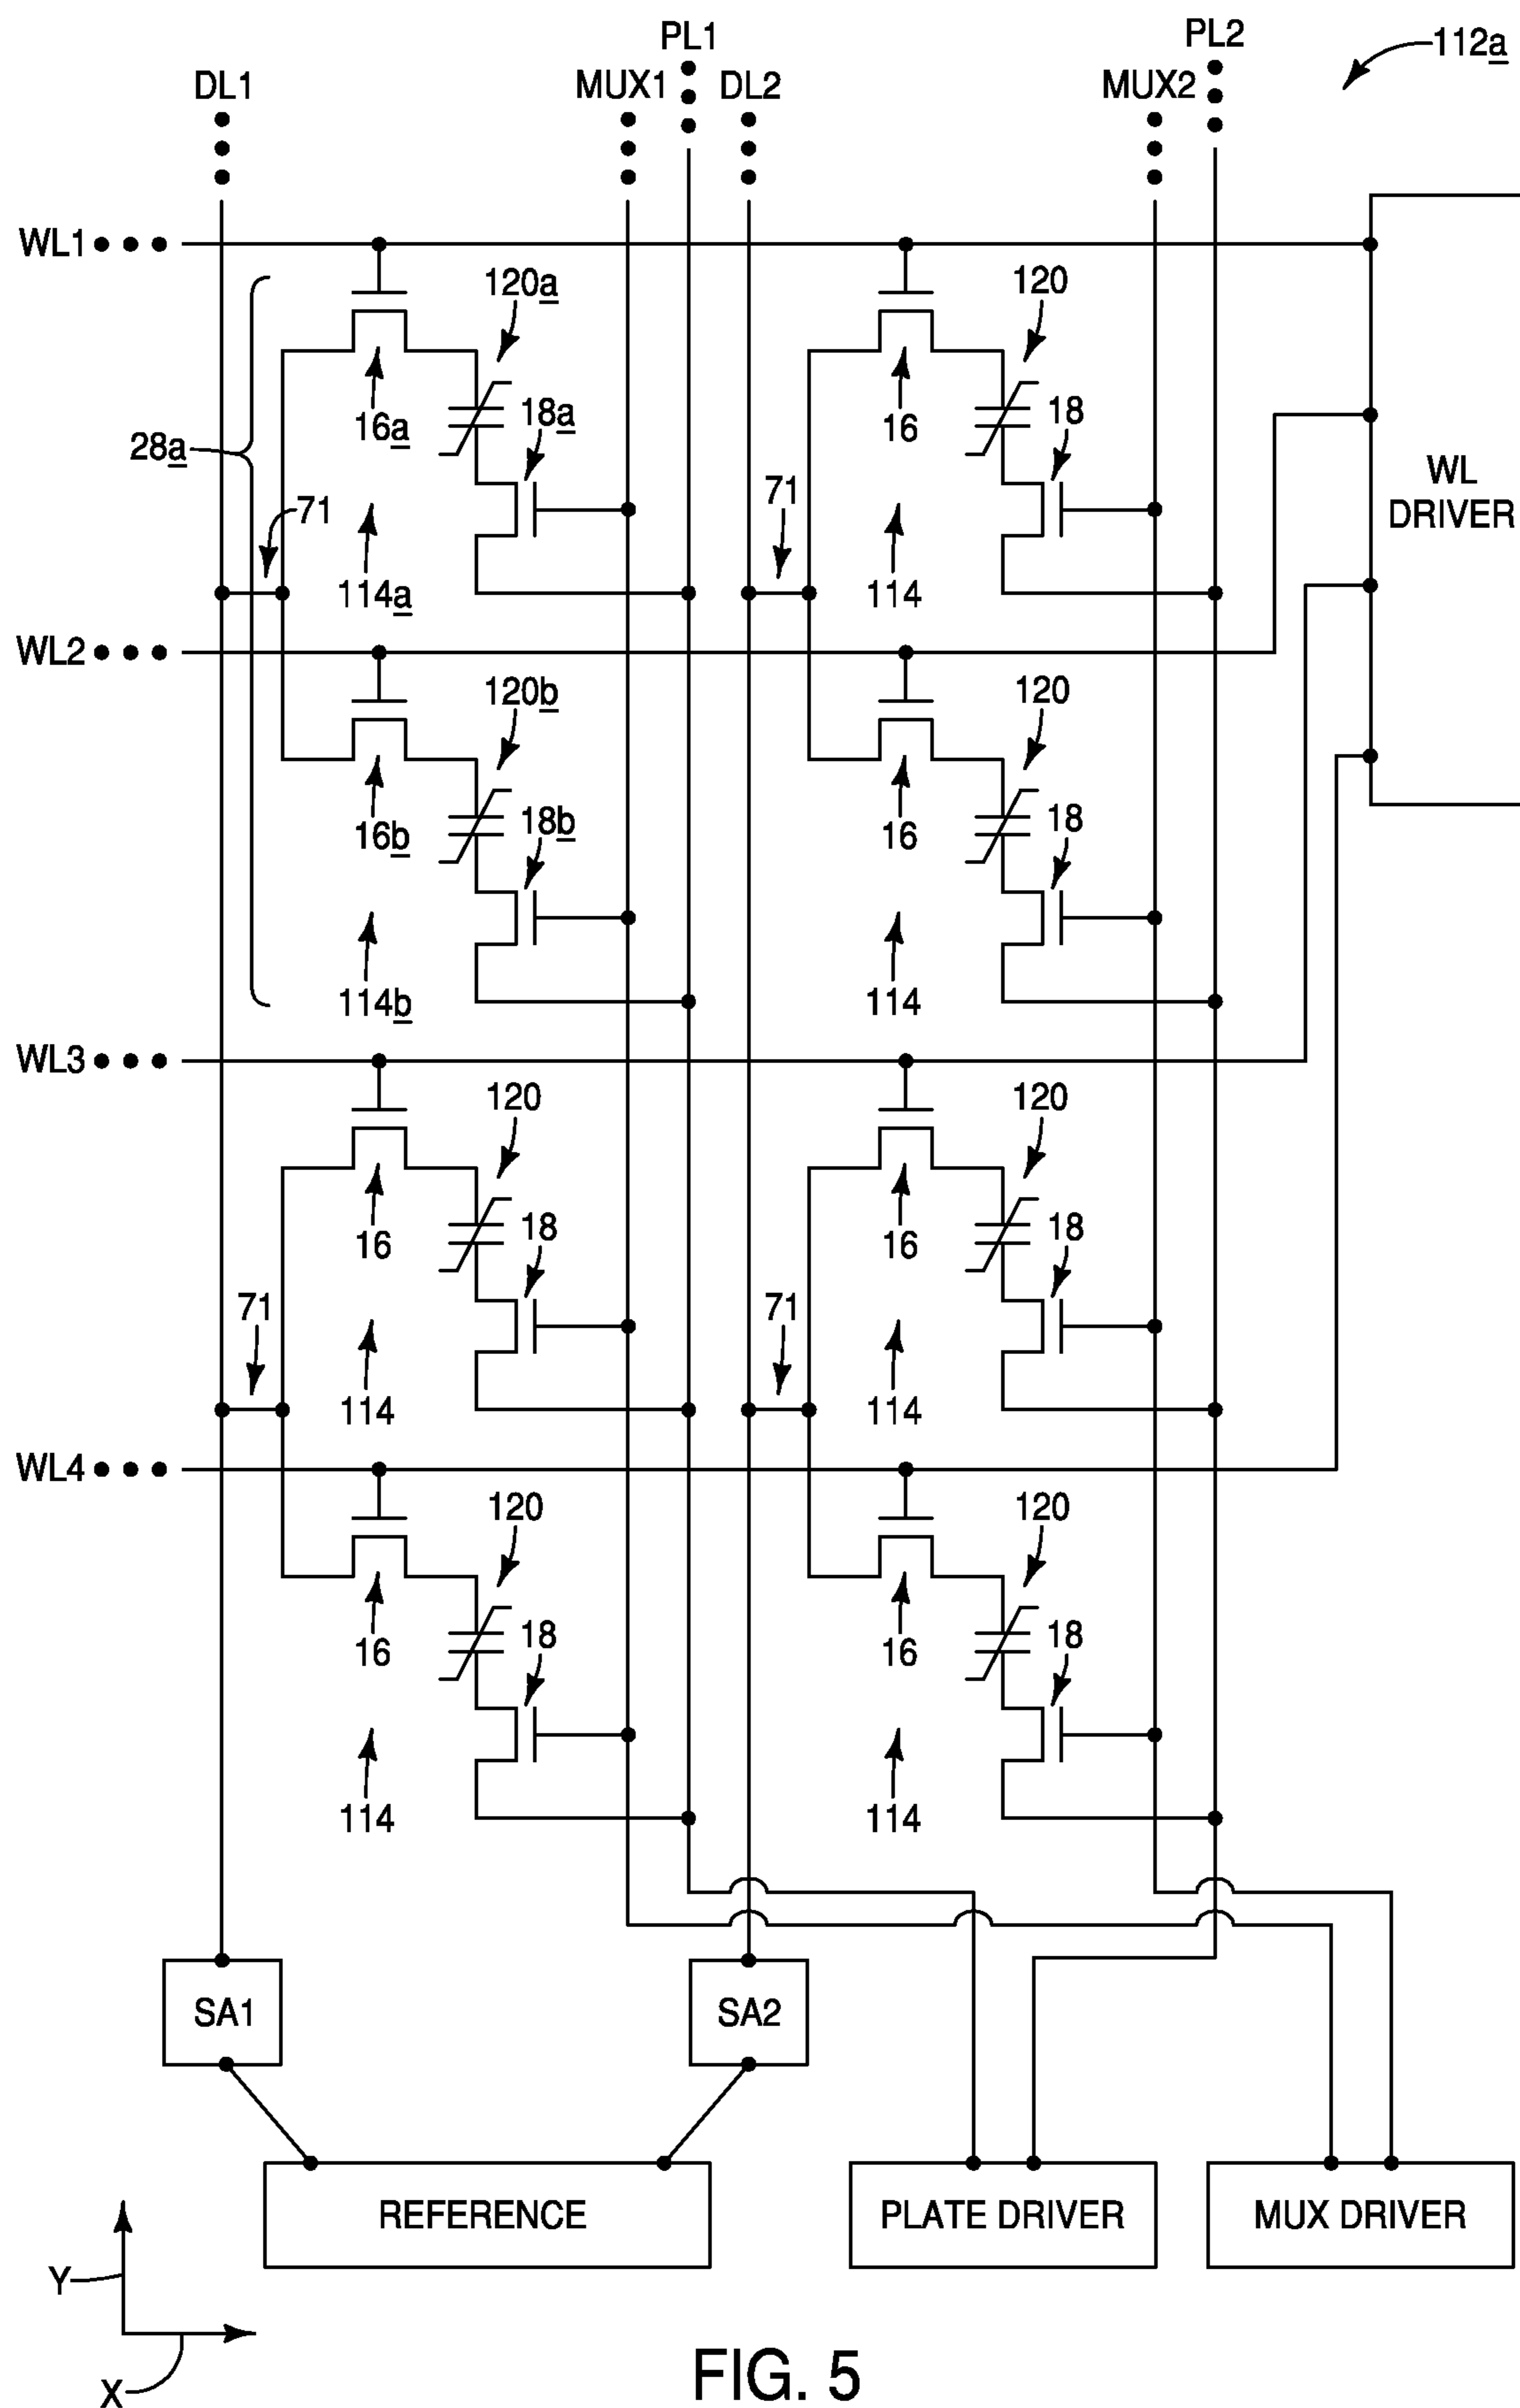 PL1
PL2
112a
DL1
MUX1
DL2
MUX2
WL1
120a
120
16a
18a
16
18
28a
WL
DRIVER
71
71
114a
114
WL2
120b
120
16b
18b
16
18
114b
114
WL3
120
120
16
18
16
18
71
71
114
114
WL4
120
120
16
18
16
18
114
114
SA1
SA2
REFERENCE
PLATE DRIVER
MUX DRIVER
Y
X
FIG. 5